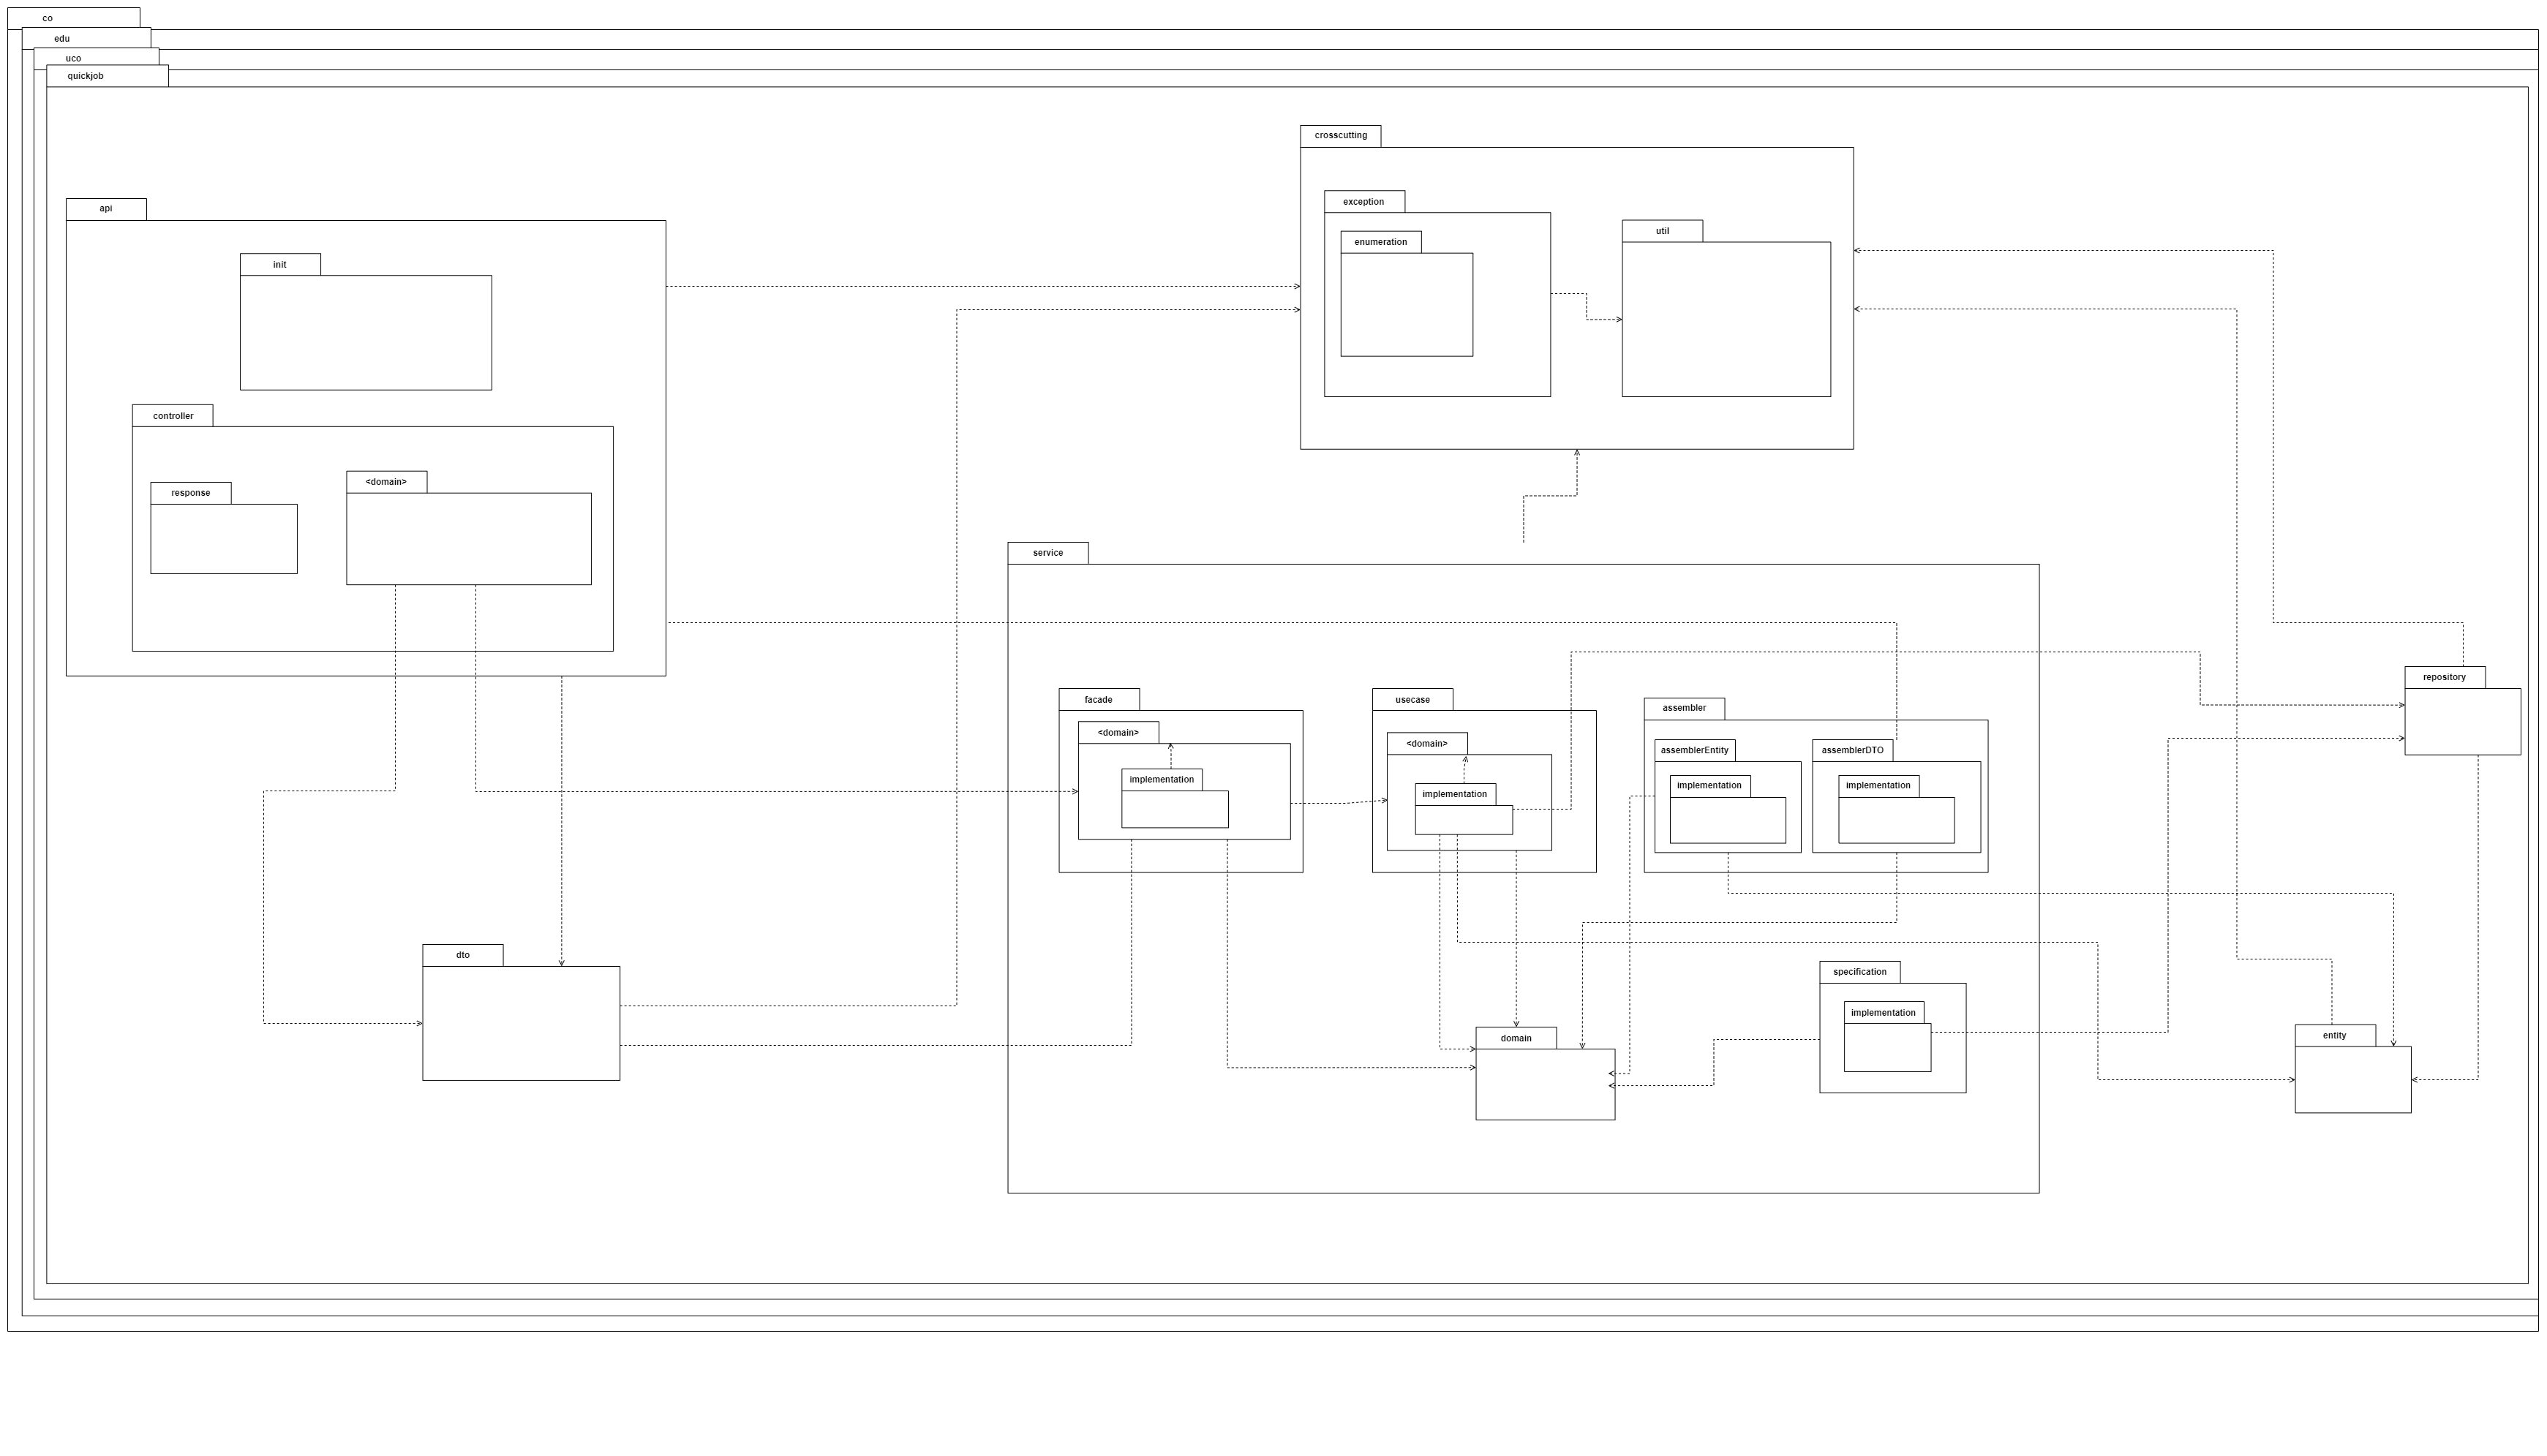 co
edu
uco
quickjob
crosscutting
api
exception
util
enumeration
init
controller
<domain>
response
service
repository
facade
usecase
assembler
<domain>
<domain>
assemblerEntity
assemblerDTO
implementation
implementation
implementation
implementation
dto
specification
implementation
domain
entity